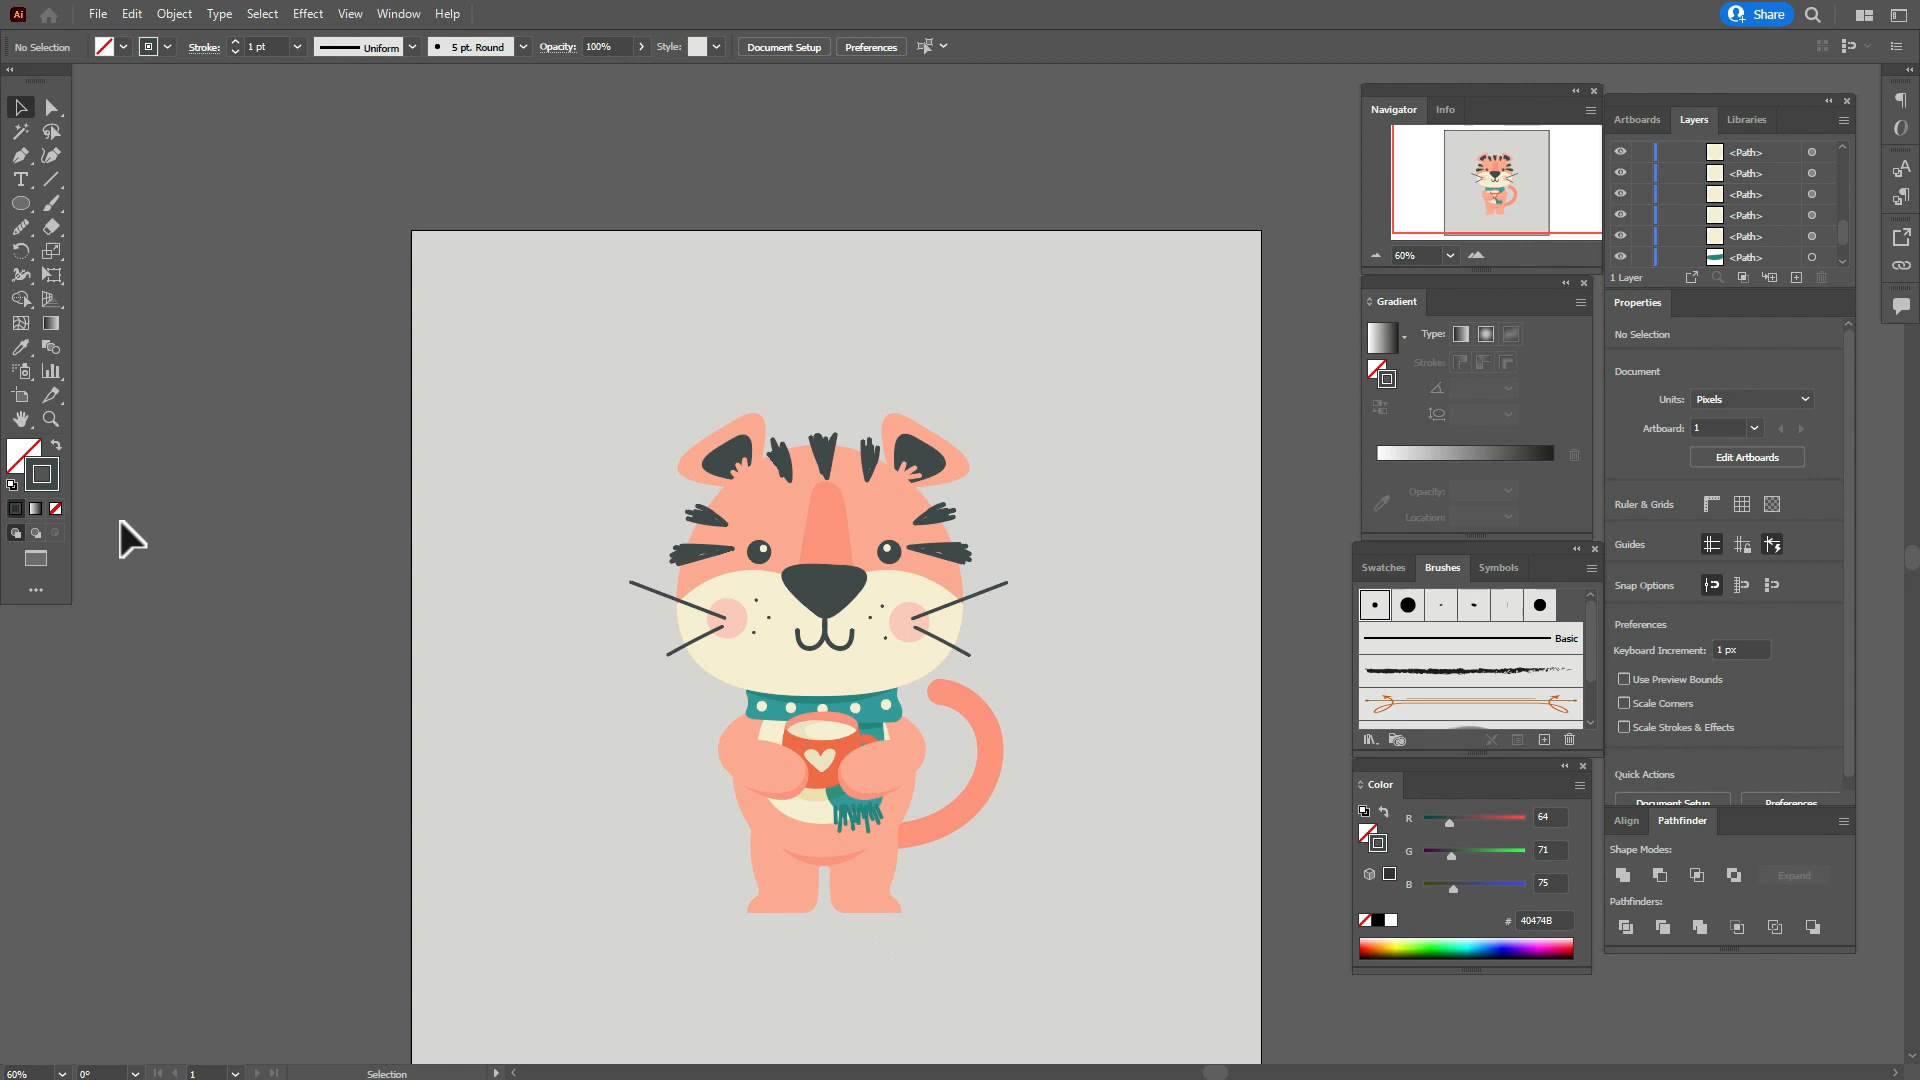 Ai File Edit Object Type Select Effect View Window Help Share
No Selection Stroke: 1 pt Uniform 5 pt. Round Opacity: 100% Style: Document Setup Preferences
Navigator Info
60%
Artboards Layers Libraries
<Path>
<Path>
<Path>
<Path>
<Path>
<Path>
1 Layer
Gradient
Type:
Stroke:
Opacity:
Location:
Properties
No Selection
Document
Units: Pixels
Artboard: 1
Edit Artboards
Ruler & Grids
Guides
Snap Options
Preferences
Keyboard Increment: 1 px
Use Preview Bounds
Scale Corners
Scale Strokes & Effects
Quick Actions
Document Setup Preferences
Swatches Brushes Symbols
Basic
Color
R 64
G 71
B 75
# 40474B
Align Pathfinder
Shape Modes:
Expand
Pathfinders:
60% 0° 1 Selection